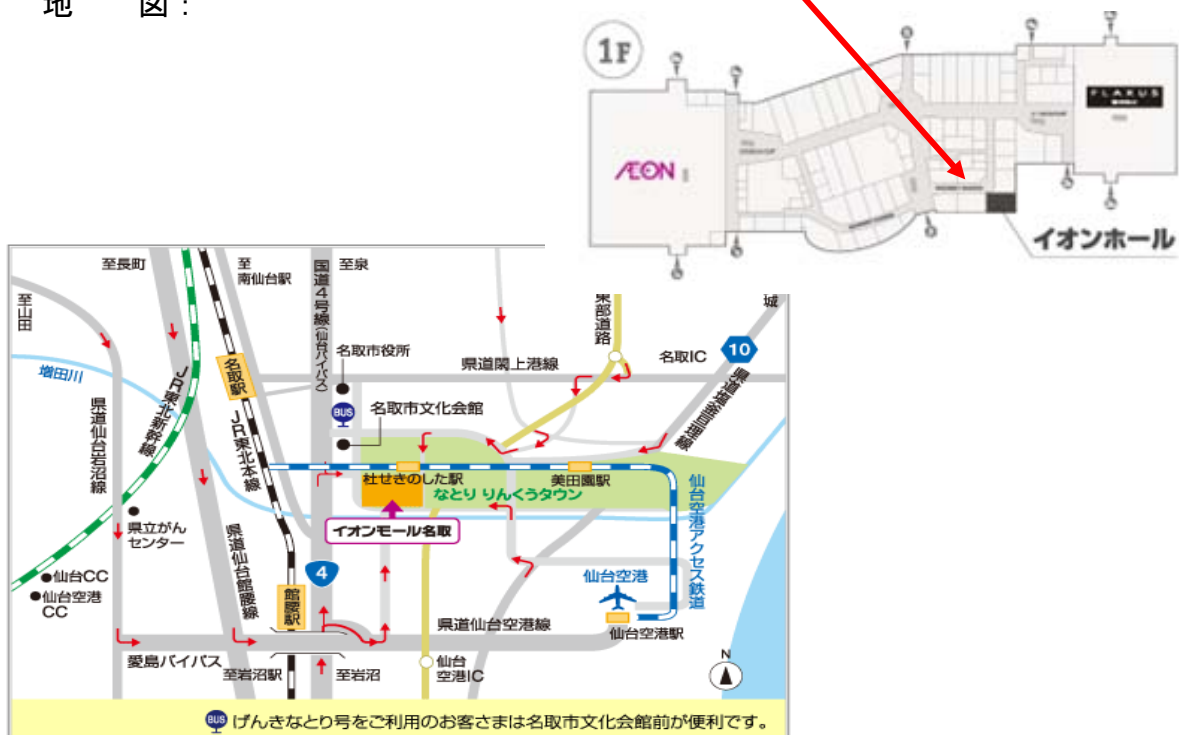 地 図：
1F
ÆON
FLAXUS
イオンホール
至長町
至
南仙台駅
国道4号線(仙台バイパス)
至泉
至山田
東部道路
城
名取市役所
県道閖上港線
名取IC
10
増田川
名取駅
県道塩釜亘理線
JR東北新幹線
県道仙台岩沼線
JR東北本線
BUS
名取市文化会館
杜せきのした駅
美田園駅
なとり りんくうタウン
仙台空港アクセス鉄道
イオンモール名取
県立がん
センター
県道仙台館腰線
仙台CC
仙台空港
CC
4
館腰駅
仙台空港
仙台空港駅
県道仙台空港線
愛島バイパス
至岩沼駅
至岩沼
仙台
空港IC
N
BUS げんきなとり号をご利用のお客さまは名取市文化会館前が便利です。